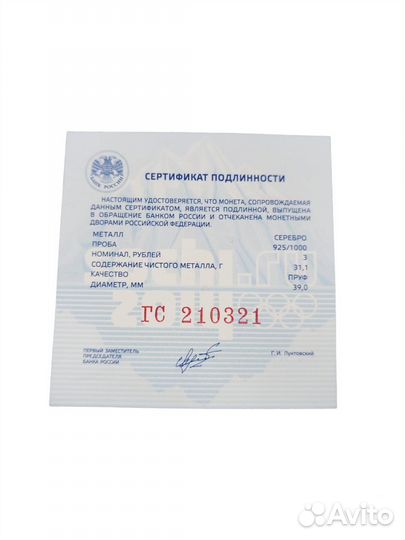 БАНК РОССИИ
СЕРТИФИКАТ ПОДЛИННОСТИ
НАСТОЯЩИМ УДОСТОВЕРЯЕТСЯ, ЧТО МОНЕТА, СОПРОВОЖДАЕМАЯ
ДАННЫМ СЕРТИФИКАТОМ, ЯВЛЯЕТСЯ ПОДЛИННОЙ, ВЫПУЩЕНА
В ОБРАЩЕНИЕ БАНКОМ РОССИИ И ОТЧЕКАНЕНА МОНЕТНЫМИ
ДВОРАМИ РОССИЙСКОЙ ФЕДЕРАЦИИ.
МЕТАЛЛ СЕРЕБРО
ПРОБА 925/1000
НОМИНАЛ, РУБЛЕЙ 3
СОДЕРЖАНИЕ ЧИСТОГО МЕТАЛЛА, Г 31,1
КАЧЕСТВО ПРУФ
ДИАМЕТР, ММ 39,0
.ru
2014
ГС 210321
ПЕРВЫЙ ЗАМЕСТИТЕЛЬ
ПРЕДСЕДАТЕЛЯ
БАНКА РОССИИ
Г.И. Лунтовский
Avito